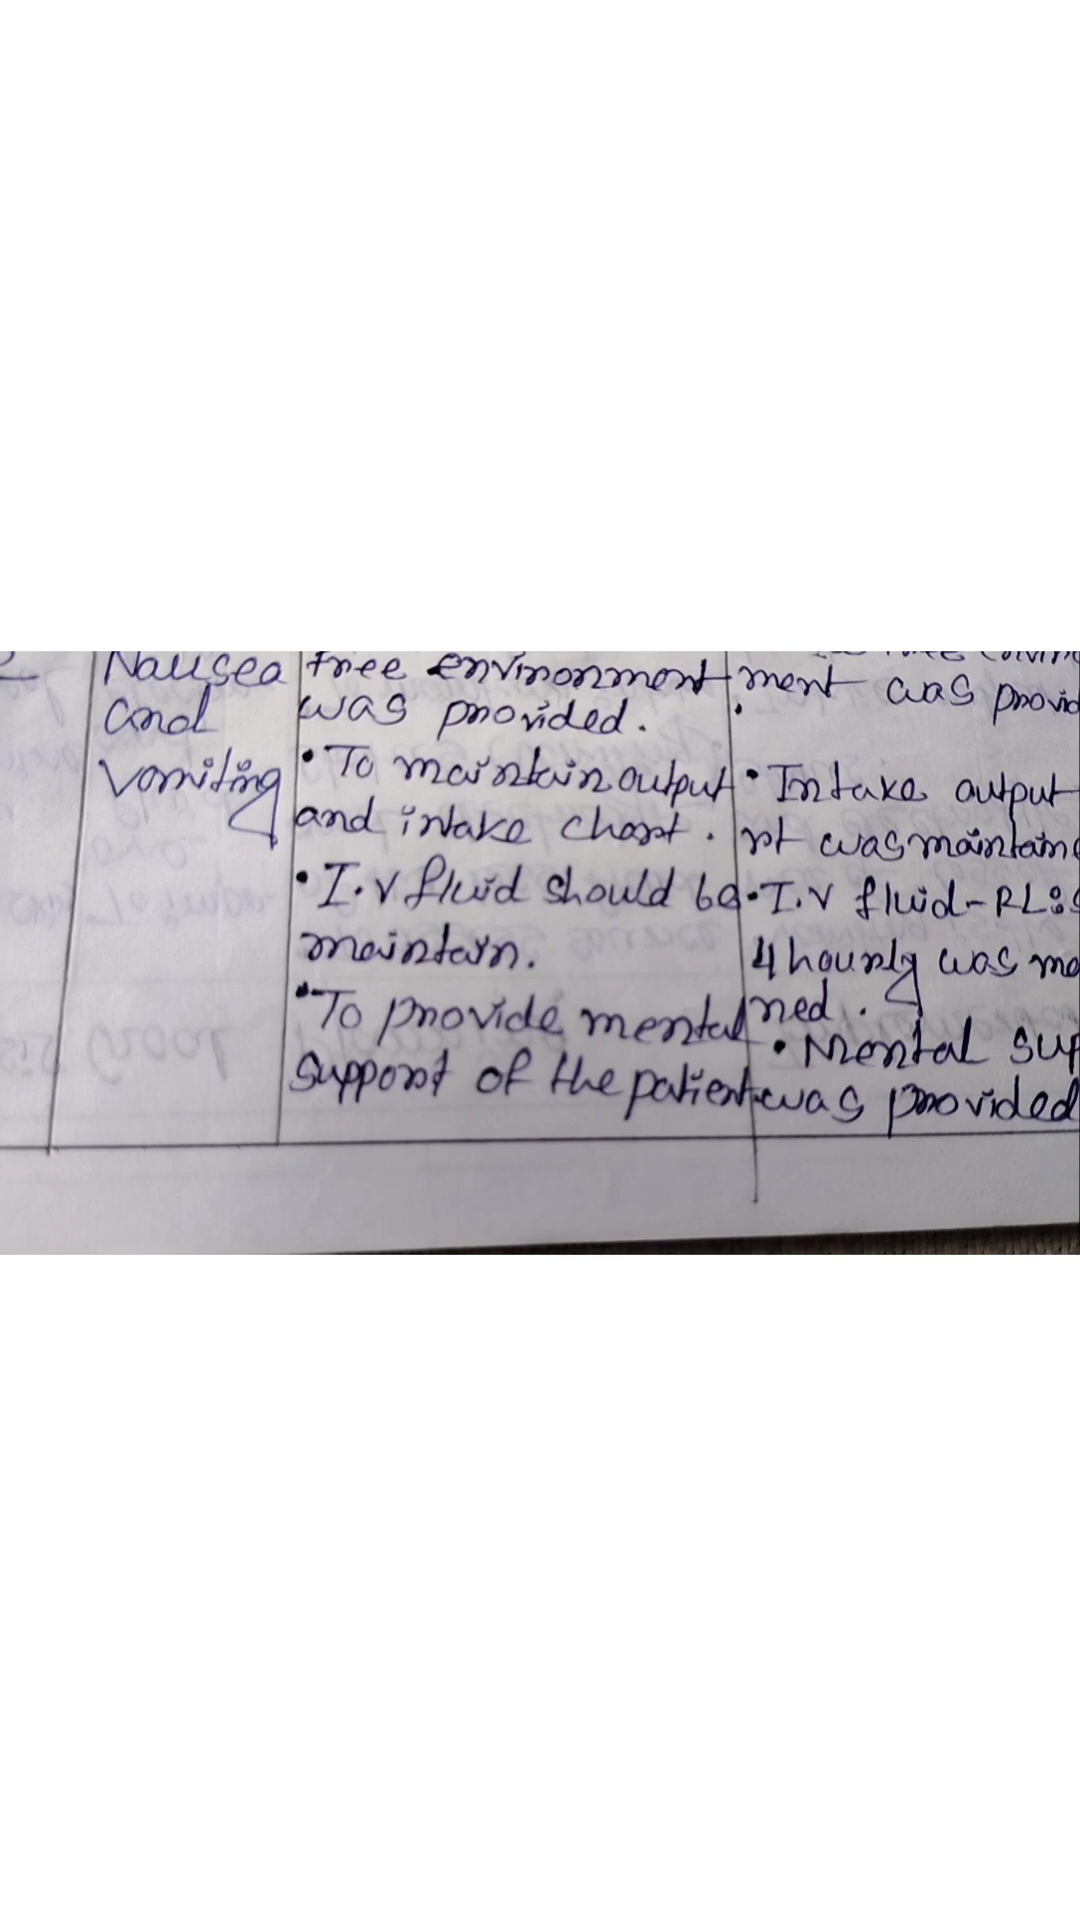 Nausea
and
vomiting
free environment
was provided.
• To maintain output
and intake chart.
• I.V fluid should be
maintain.
• To provide mental
support of the patient.
ment was provid
• Intake output
rt was maintaine
• I.V fluid-RL:
4 hourly was ma
ned.
• Mental sup
was provided